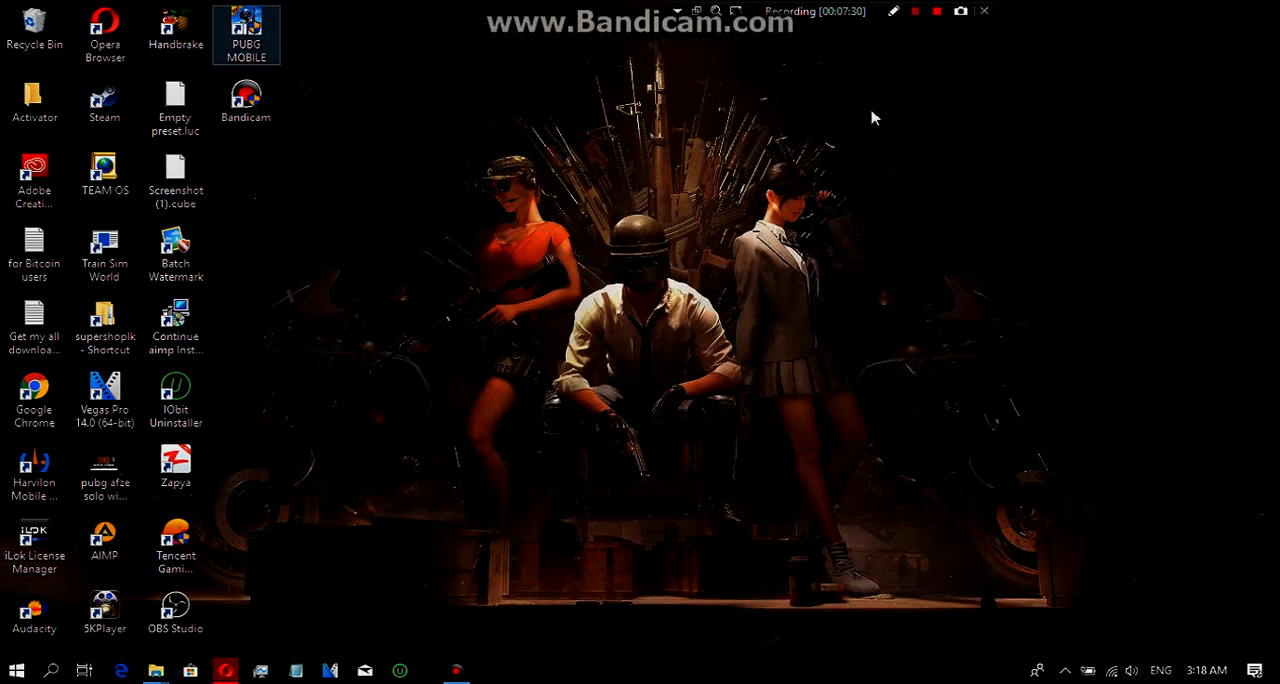 www.Bandicam.com
Recording [00:07:30]
Recycle Bin
Opera
Browser
Handbrake
PUBG
MOBILE
Activator
Steam
Empty
preset.luc
Bandicam
Adobe
Creati...
TEAM OS
Screenshot
(1).cube
for Bitcoin
users
Train Sim
World
Batch
Watermark
Get my all
downloa...
supershoplk
- Shortcut
Continue
aimp Inst...
Google
Chrome
Vegas Pro
14.0 (64-bit)
IObit
Uninstaller
Harvilon
Mobile ...
pubg afze
solo wi...
Zapya
iLOK
iLok License
Manager
AIMP
Tencent
Gami...
Audacity
5KPlayer
OBS Studio
ENG
3:18 AM